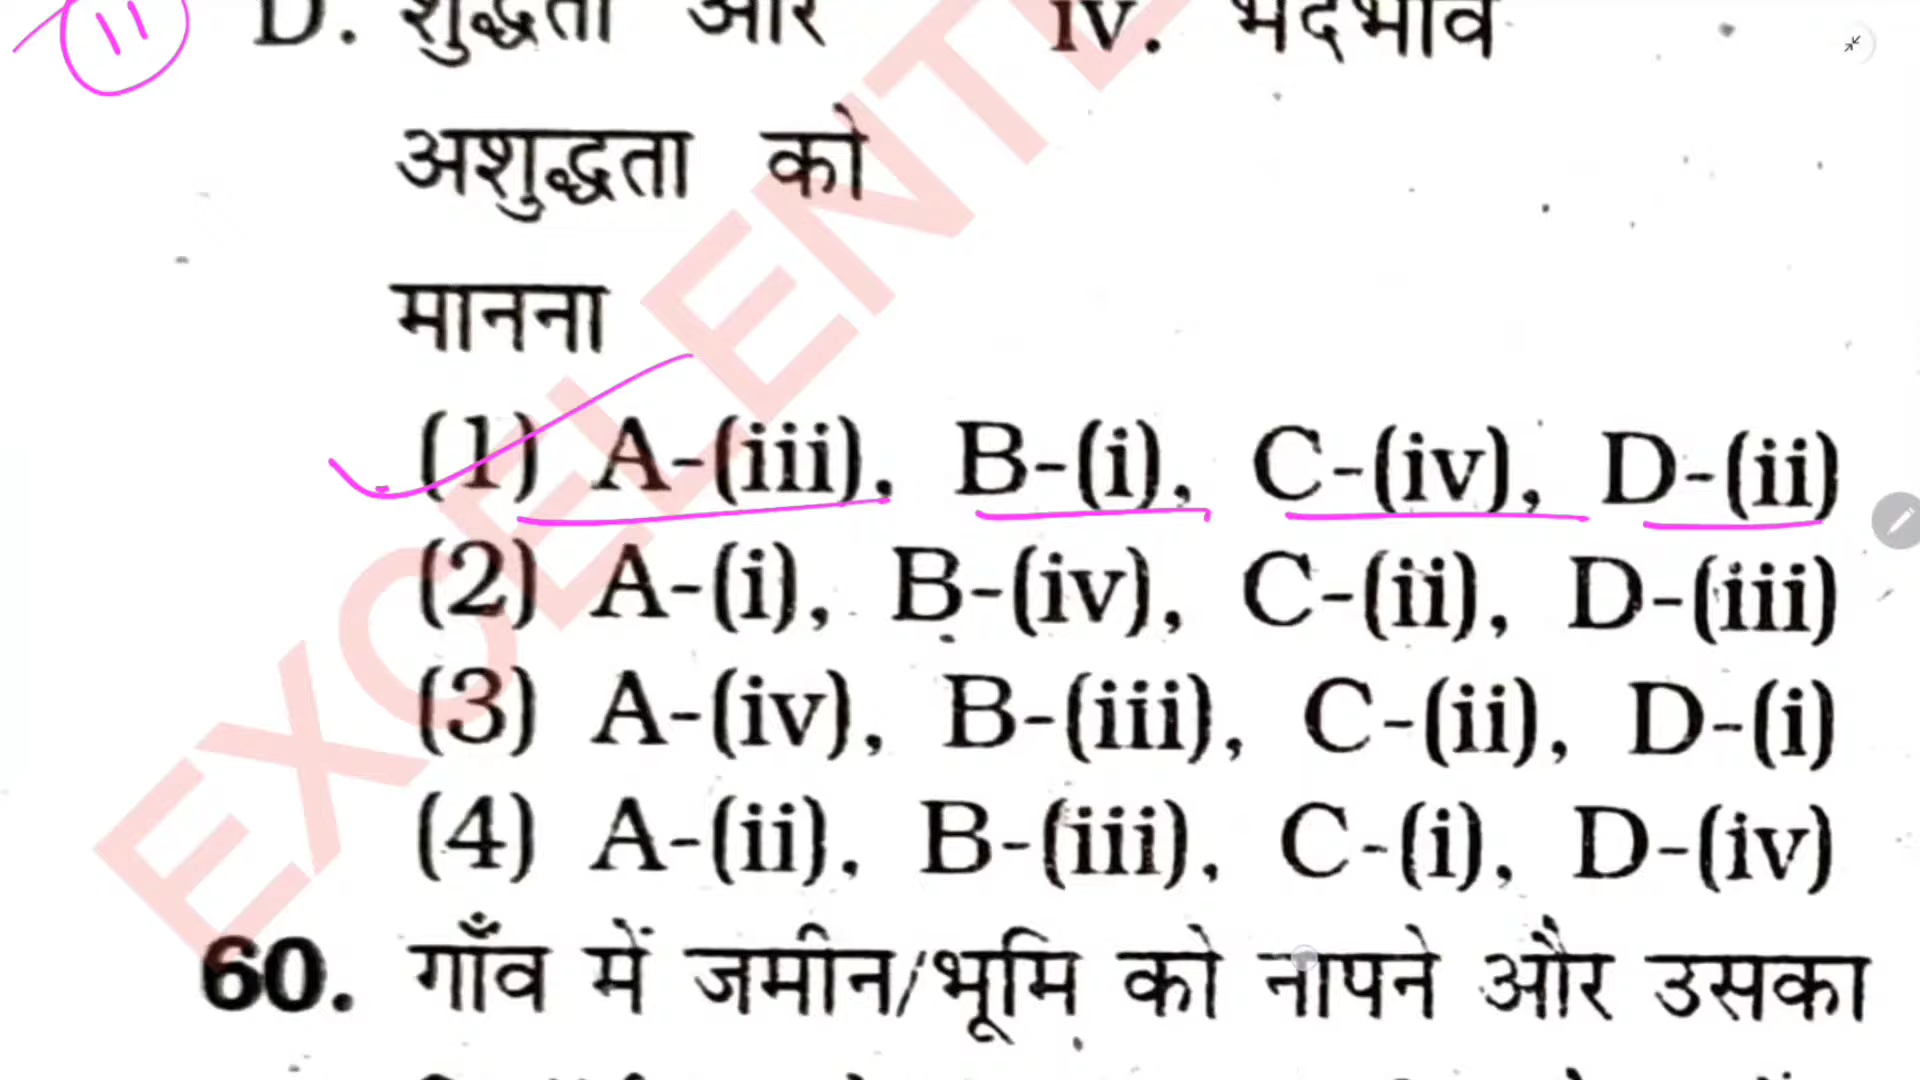 11 D. शुद्धता और iv. भेदभाव
अशुद्धता को
मानना
(1) A-(iii), B-(i), C-(iv), D-(ii)
(2) A-(i), B-(iv), C-(ii), D-(iii)
(3) A-(iv), B-(iii), C-(ii), D-(i)
(4) A-(ii), B-(iii), C-(i), D-(iv)
60. गाँव में जमीन/भूमि को नापने और उसका